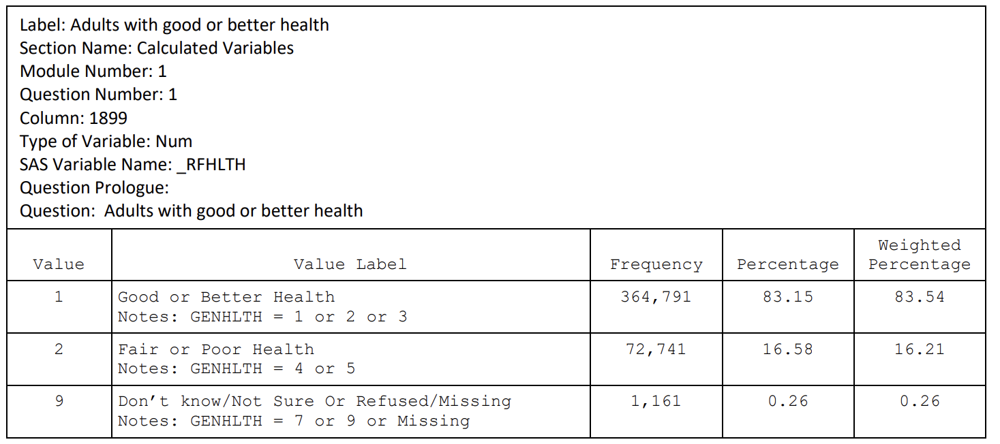 Label: Adults with good or better health
Section Name: Calculated Variables
Module Number: 1
Question Number: 1
Column: 1899
Type of Variable: Num
SAS Variable Name: _RFHLTH
Question Prologue:
Question:  Adults with good or better health
Value Value Label Frequency Percentage Weighted Percentage
1 Good or Better Health 364,791 83.15 83.54
Notes: GENHLTH = 1 or 2 or 3
2 Fair or Poor Health 72,741 16.58 16.21
Notes: GENHLTH = 4 or 5
9 Don’t know/Not Sure Or Refused/Missing 1,161 0.26 0.26
Notes: GENHLTH = 7 or 9 or Missing